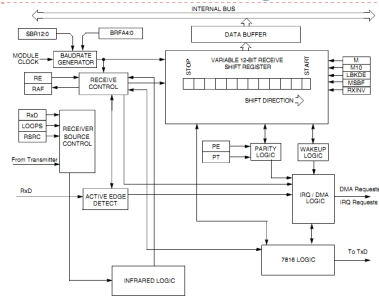 INTERNAL BUS
SBR12:0
BRFA4:0
DATA BUFFER
MODULE
CLOCK
BAUDRATE
GENERATOR
VARIABLE 12-BIT RECEIVE
SHIFT REGISTER
STOP
START
SHIFT DIRECTION
M
M10
LBKDE
MSBF
RXINV
RE
RAF
RECEIVE
CONTROL
RxD
LOOPS
RSRC
RECEIVER
SOURCE
CONTROL
From Transmitter
PE
PT
PARITY
LOGIC
WAKEUP
LOGIC
RxD
ACTIVE EDGE
DETECT
IRQ / DMA
LOGIC
DMA Requests
IRQ Requests
INFRARED LOGIC
7816 LOGIC
To TxD